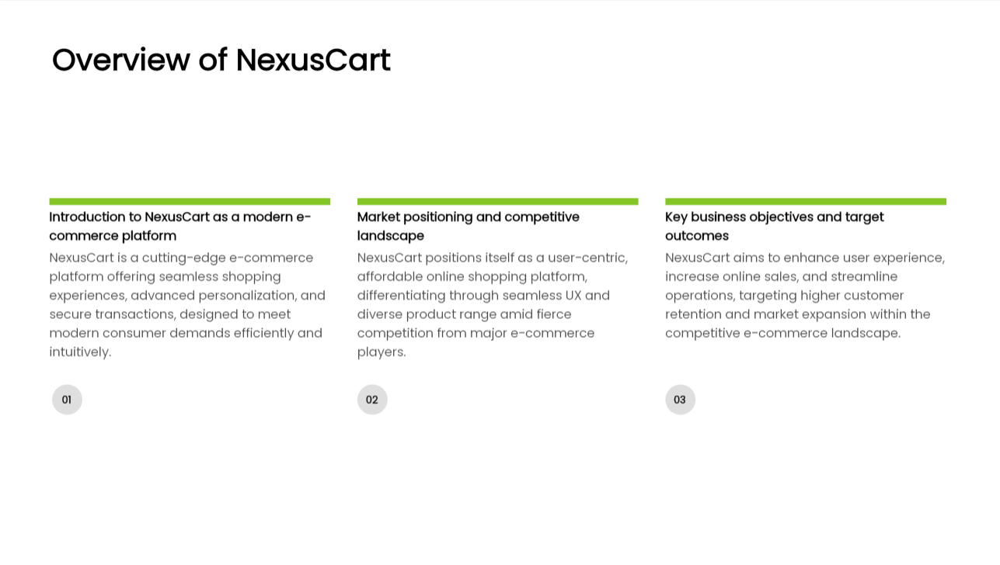 Overview of NexusCart
Introduction to NexusCart as a modern e-
commerce platform
NexusCart is a cutting-edge e-commerce
platform offering seamless shopping
experiences, advanced personalization, and
secure transactions, designed to meet
modern consumer demands efficiently and
intuitively.
01
Market positioning and competitive
landscape
NexusCart positions itself as a user-centric,
affordable online shopping platform,
differentiating through seamless UX and
diverse product range amid fierce
competition from major e-commerce
players.
02
Key business objectives and target
outcomes
NexusCart aims to enhance user experience,
increase online sales, and streamline
operations, targeting higher customer
retention and market expansion within the
competitive e-commerce landscape.
03